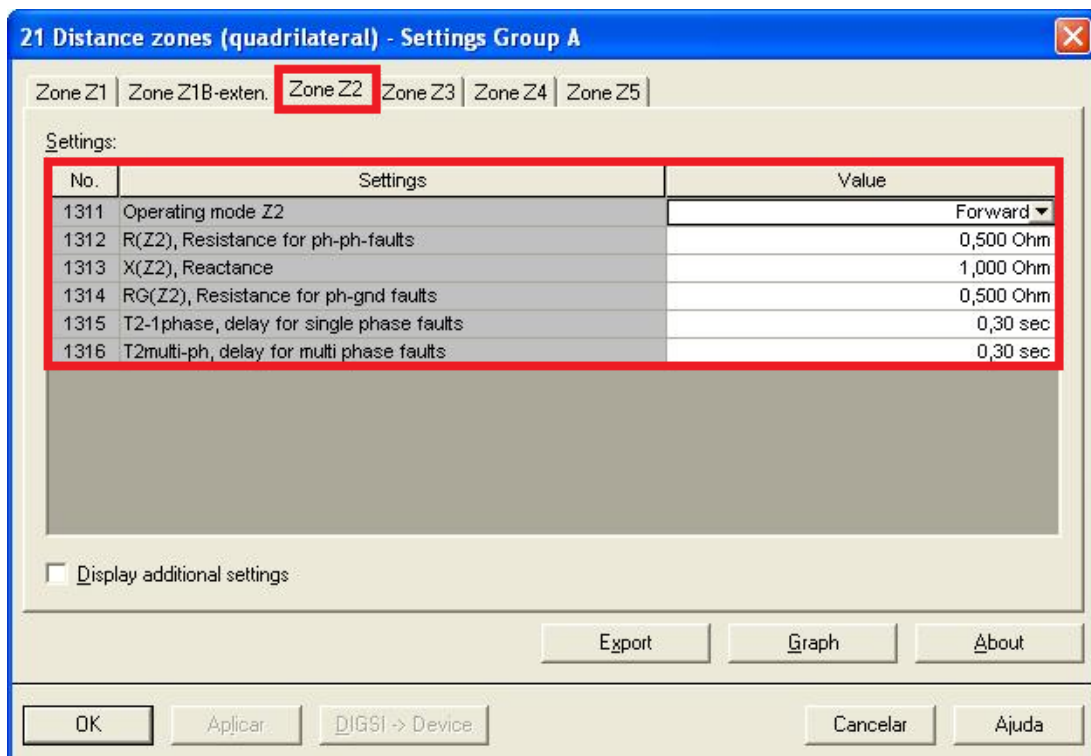 21 Distance zones (quadrilateral) - Settings Group A
Zone Z1 Zone Z1B-exten. Zone Z2 Zone Z3 Zone Z4 Zone Z5
Settings:
No. Settings Value
1311 Operating mode Z2 Forward
1312 R(Z2), Resistance for ph-ph-faults 0,500 Ohm
1313 X(Z2), Reactance 1,000 Ohm
1314 RG(Z2), Resistance for ph-gnd faults 0,500 Ohm
1315 T2-1phase, delay for single phase faults 0,30 sec
1316 T2multi-ph, delay for multi phase faults 0,30 sec
Display additional settings
Export Graph About
OK Aplicar DIGSI -> Device Cancelar Ajuda